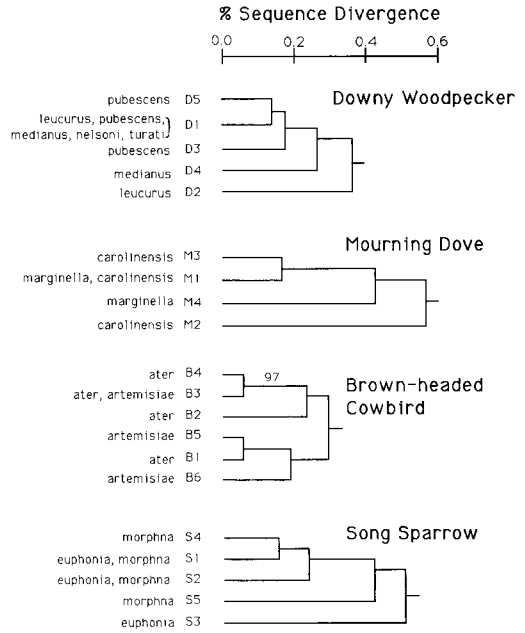 % Sequence Divergence
0.0 0.2 0.4 0.6
Downy Woodpecker
pubescens D5
leucurus, pubescens,
medianus, nelsoni, turati} D1
pubescens D3
medianus D4
leucurus D2
Mourning Dove
carolinensis M3
marginella, carolinensis M1
marginella M4
carolinensis M2
Brown-headed
Cowbird
ater B4
97
ater, artemisiae B3
ater B2
artemisiae B5
ater B1
artemisiae B6
Song Sparrow
morphna S4
euphonia, morphna S1
euphonia, morphna S2
morphna S5
euphonia S3